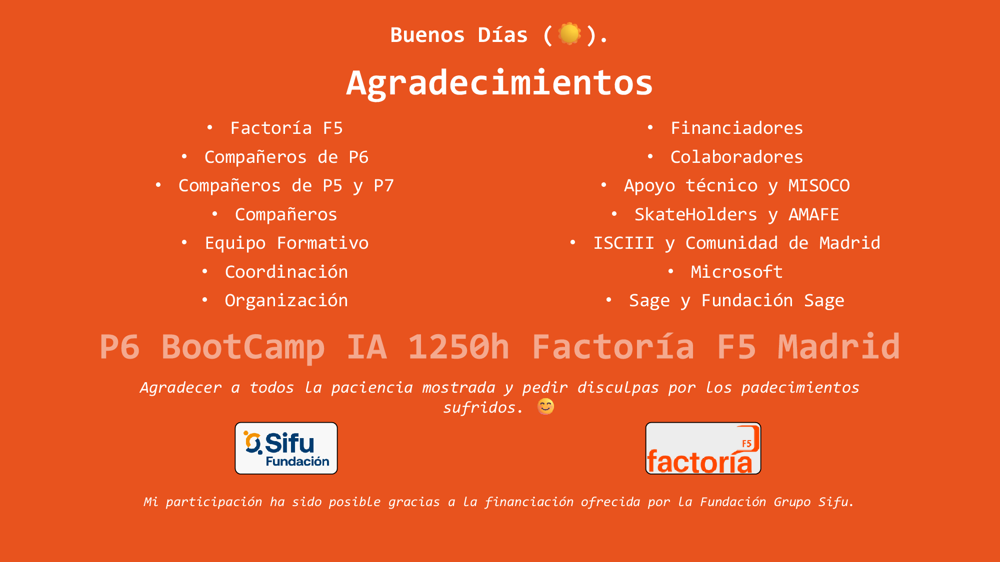 Buenos Días (☀).
Agradecimientos
• Factoría F5
• Compañeros de P6
• Compañeros de P5 y P7
• Compañeros
• Equipo Formativo
• Coordinación
• Organización
• Financiadores
• Colaboradores
• Apoyo técnico y MISOCO
• SkateHolders y AMAFE
• ISCIII y Comunidad de Madrid
• Microsoft
• Sage y Fundación Sage
P6 BootCamp IA 1250h Factoría F5 Madrid
Agradecer a todos la paciencia mostrada y pedir disculpas por los padecimientos
sufridos. 😊
Sifu
Fundación
F5
factoría
Mi participación ha sido posible gracias a la financiación ofrecida por la Fundación Grupo Sifu.